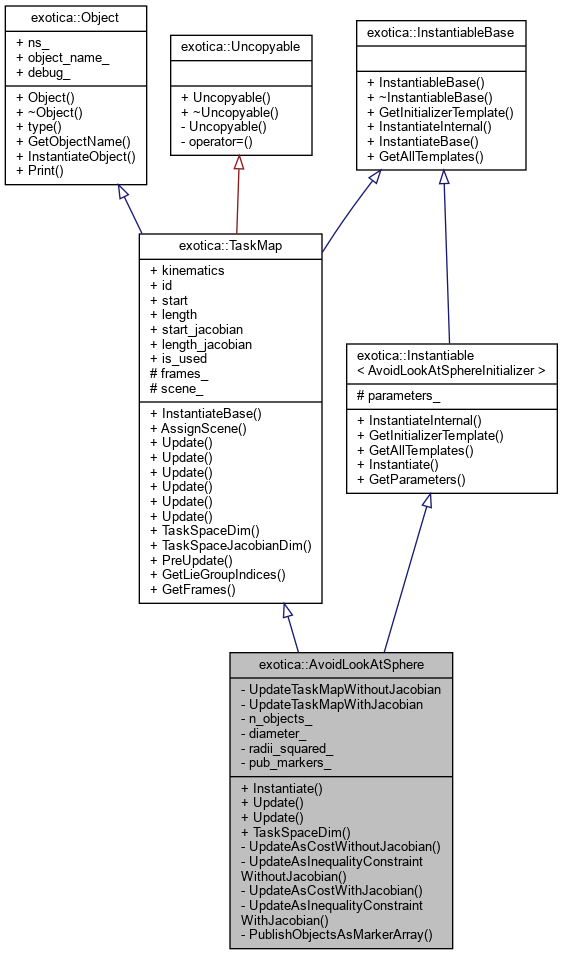 exotica::Object
+ ns_
+ object_name_
+ debug_
+ Object()
+ ~Object()
+ type()
+ GetObjectName()
+ InstantiateObject()
+ Print()
exotica::Uncopyable
+ Uncopyable()
+ ~Uncopyable()
- Uncopyable()
- operator=()
exotica::InstantiableBase
+ InstantiableBase()
+ ~InstantiableBase()
+ GetInitializerTemplate()
+ InstantiateInternal()
+ InstantiateBase()
+ GetAllTemplates()
exotica::TaskMap
+ kinematics
+ id
+ start
+ length
+ start_jacobian
+ length_jacobian
+ is_used
# frames_
# scene_
+ InstantiateBase()
+ AssignScene()
+ Update()
+ Update()
+ Update()
+ Update()
+ Update()
+ Update()
+ TaskSpaceDim()
+ TaskSpaceJacobianDim()
+ PreUpdate()
+ GetLieGroupIndices()
+ GetFrames()
exotica::Instantiable
< AvoidLookAtSphereInitializer >
# parameters_
+ InstantiateInternal()
+ GetInitializerTemplate()
+ GetAllTemplates()
+ Instantiate()
+ GetParameters()
exotica::AvoidLookAtSphere
- UpdateTaskMapWithoutJacobian
- UpdateTaskMapWithJacobian
- n_objects_
- diameter_
- radii_squared_
- pub_markers_
+ Instantiate()
+ Update()
+ Update()
+ TaskSpaceDim()
- UpdateAsCostWithoutJacobian()
- UpdateAsInequalityConstraint
WithoutJacobian()
- UpdateAsCostWithJacobian()
- UpdateAsInequalityConstraint
WithJacobian()
- PublishObjectsAsMarkerArray()